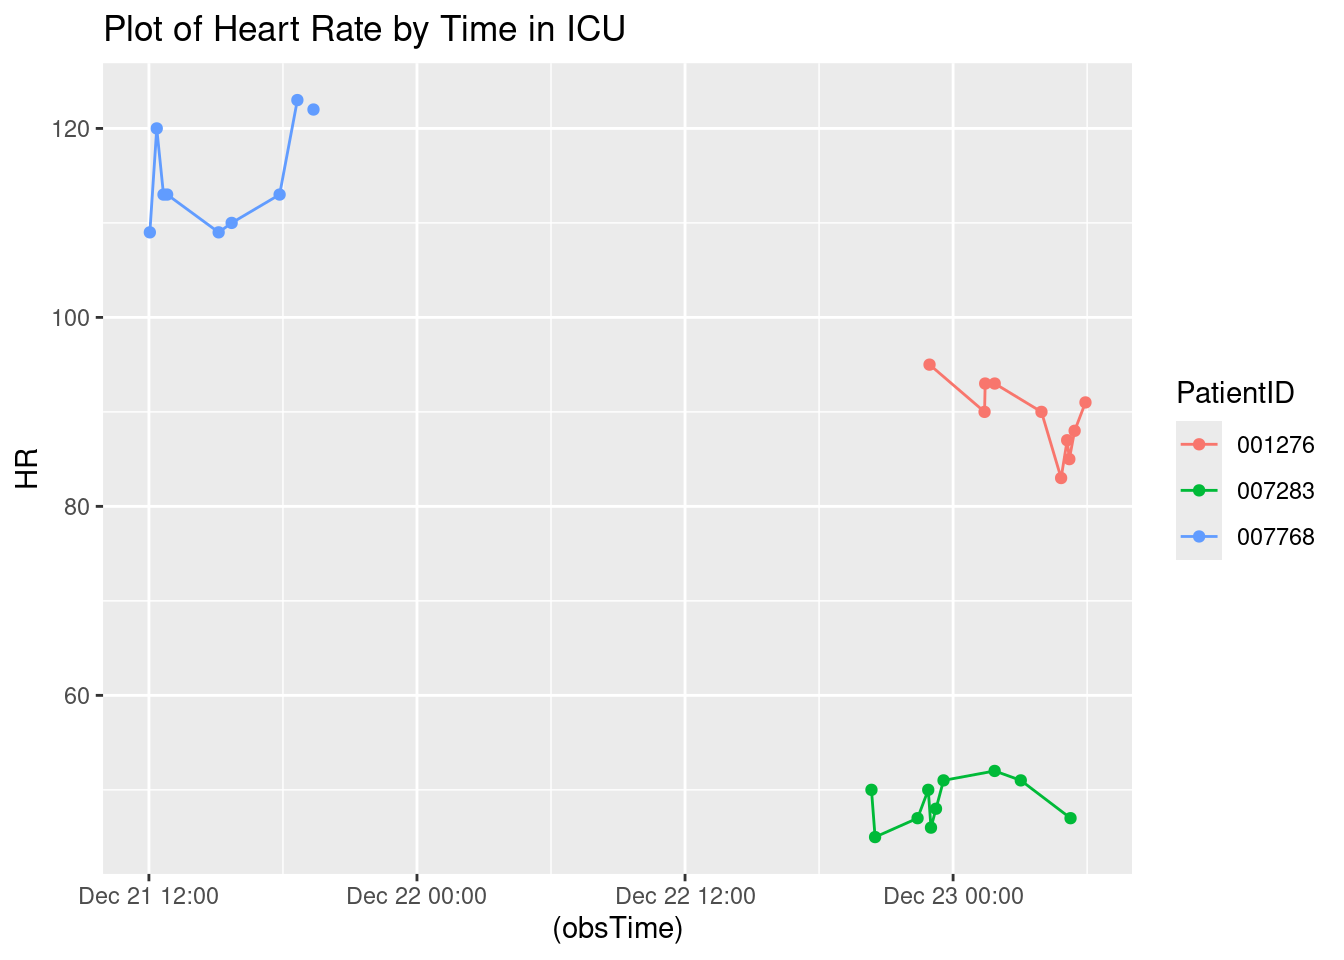 Plot of Heart Rate by Time in ICU
120
100
80
60
HR
Dec 21 12:00
Dec 22 00:00
Dec 22 12:00
Dec 23 00:00
(obsTime)
PatientID
001276
007283
007768